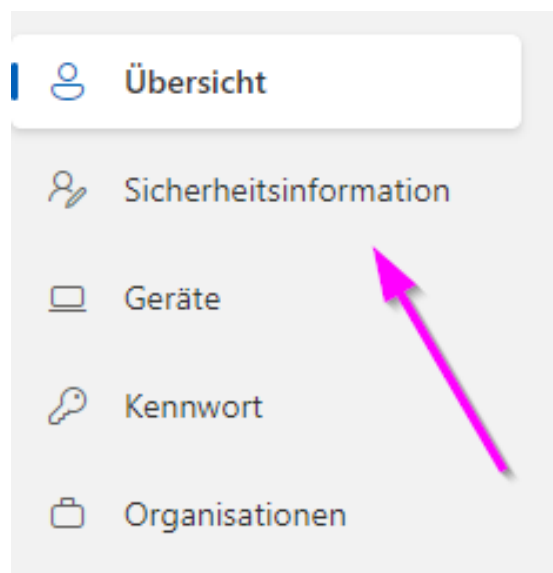 Übersicht
Sicherheitsinformation
Geräte
Kennwort
Organisationen